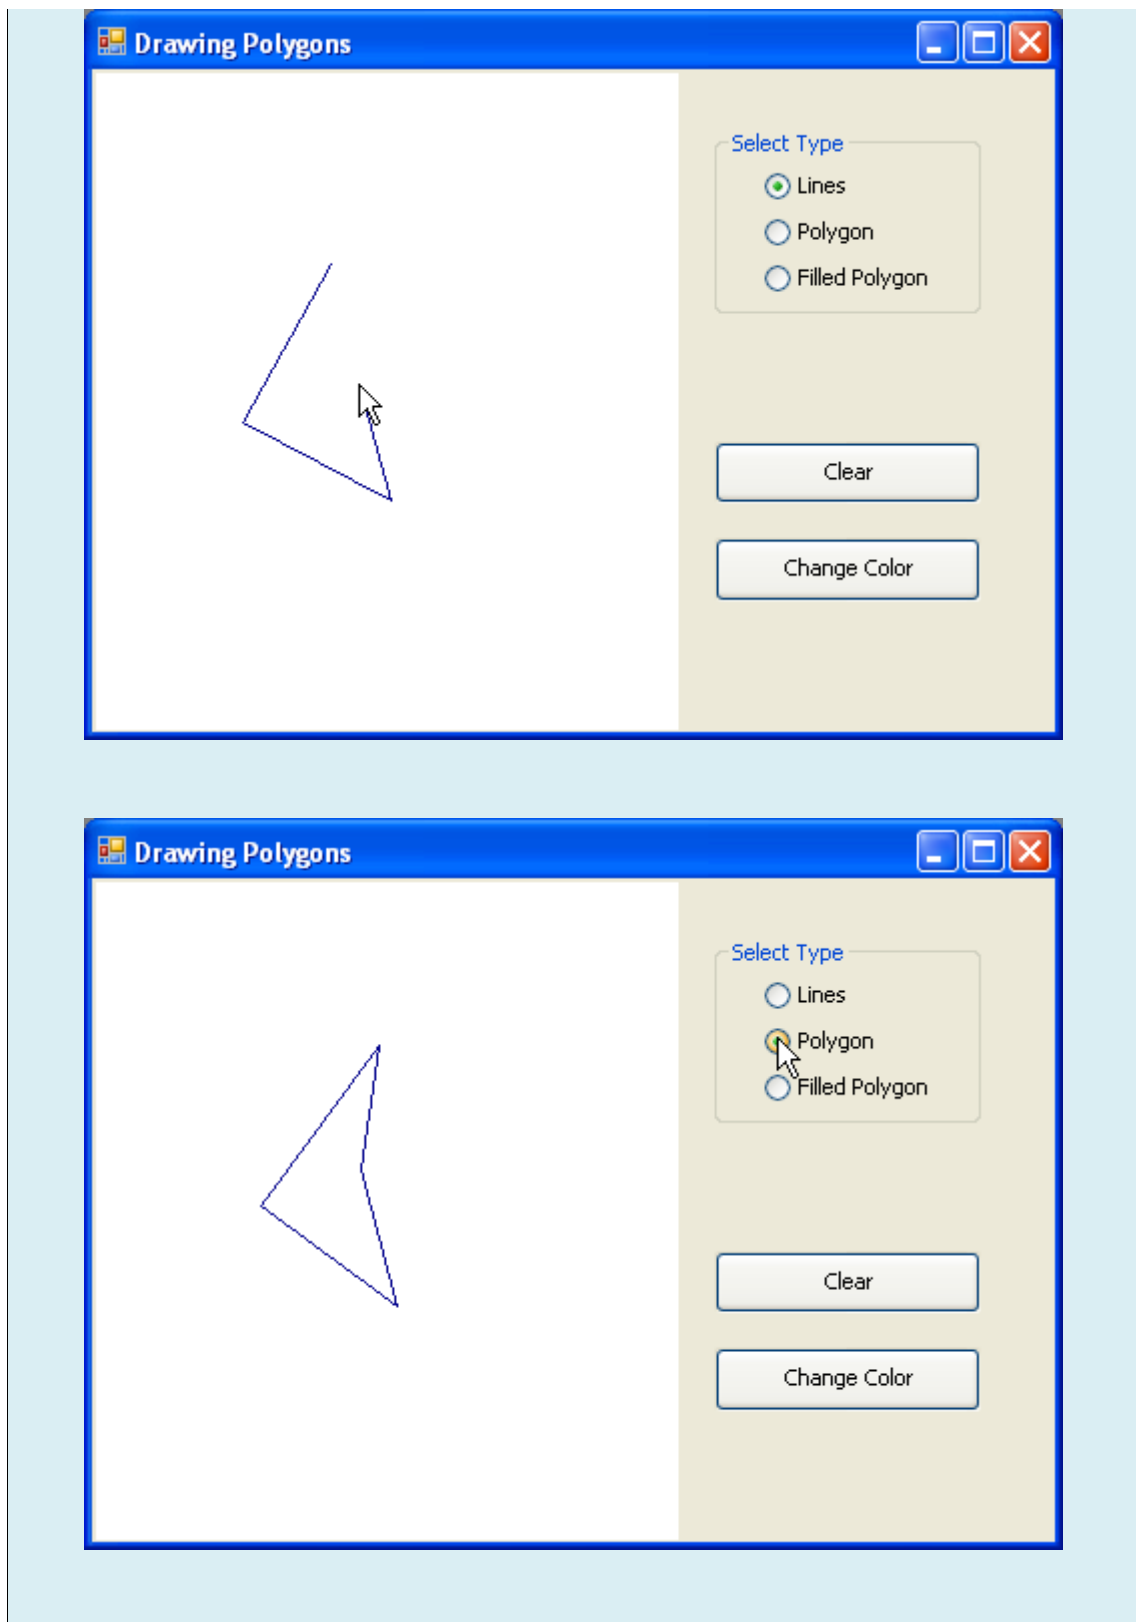 Drawing Polygons
Select Type
Lines
Polygon
Filled Polygon
Clear
Change Color
Drawing Polygons
Select Type
Lines
Polygon
Filled Polygon
Clear
Change Color